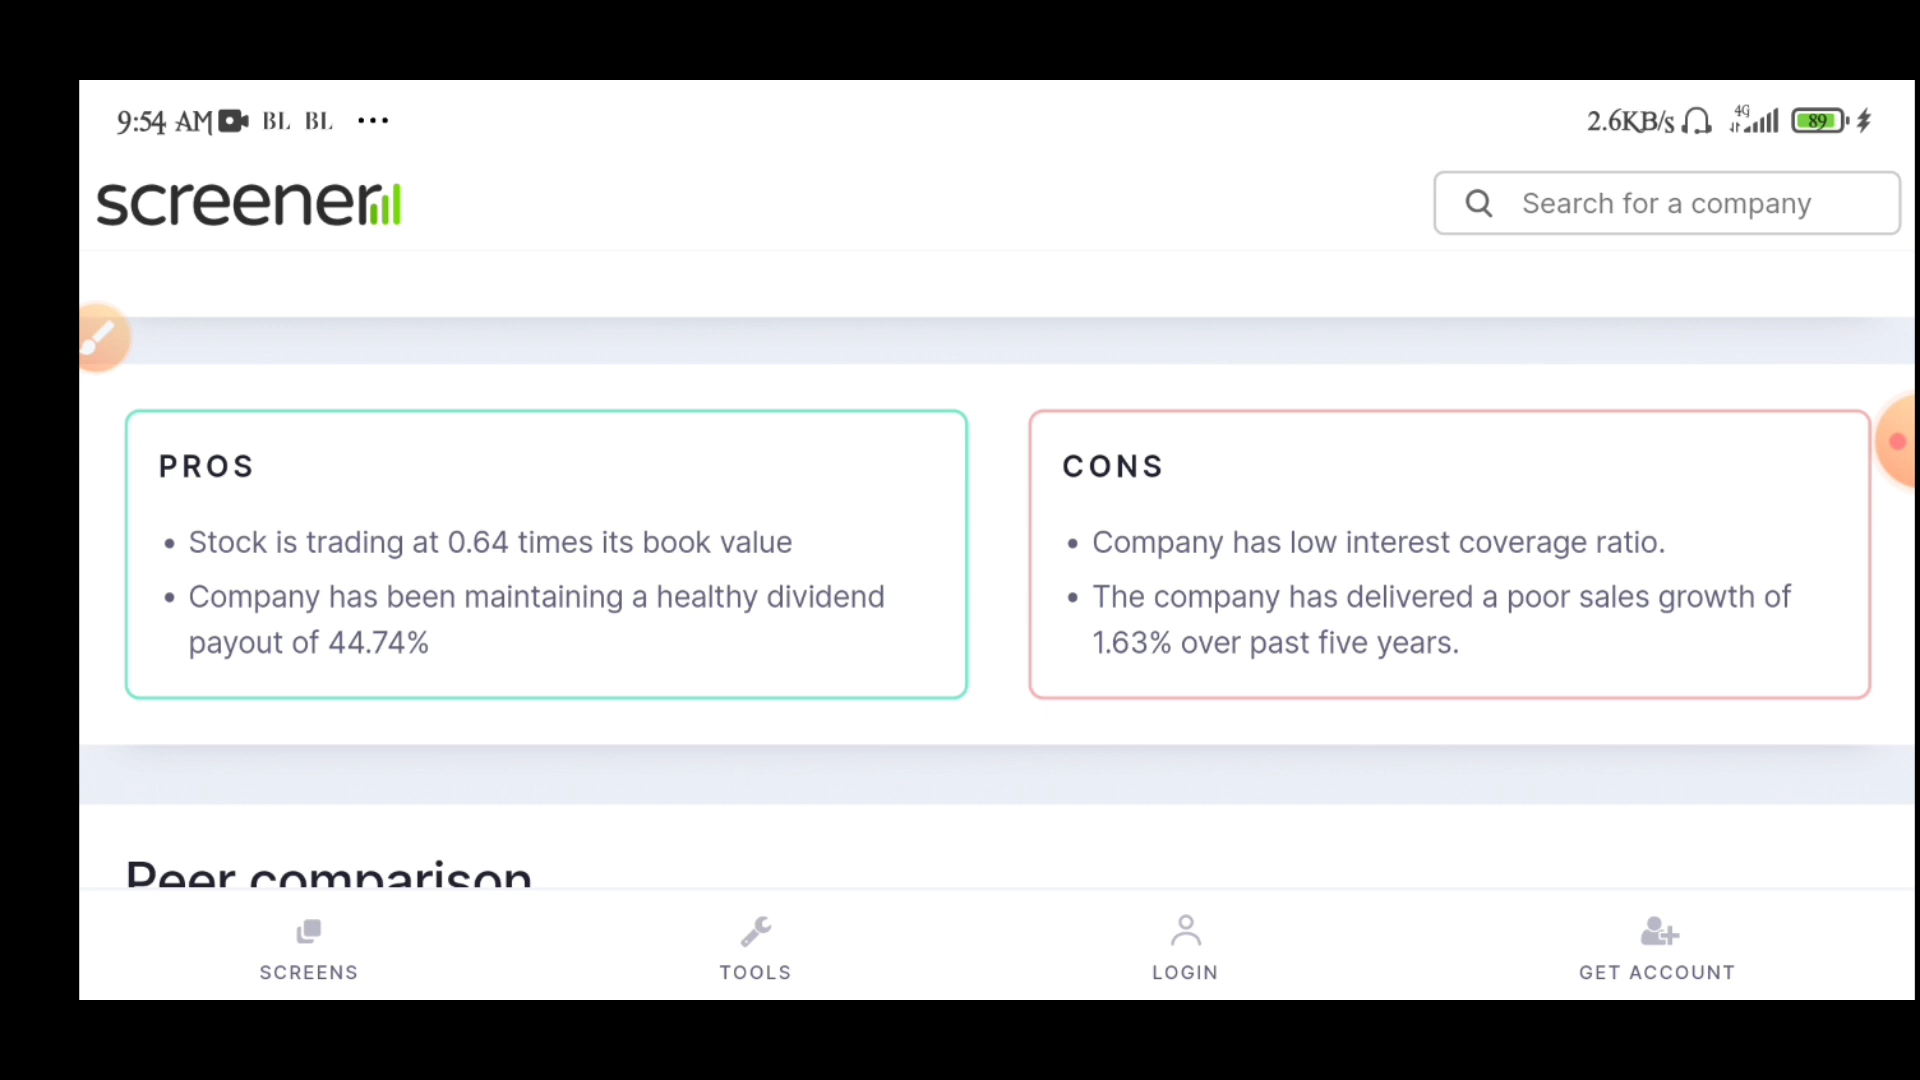 9:54 AM BL BL ...
2.6KB/s 4G 89
screener
Search for a company
PROS
• Stock is trading at 0.64 times its book value
• Company has been maintaining a healthy dividend
payout of 44.74%
CONS
• Company has low interest coverage ratio.
• The company has delivered a poor sales growth of
1.63% over past five years.
Peer comparison
SCREENS
TOOLS
LOGIN
GET ACCOUNT